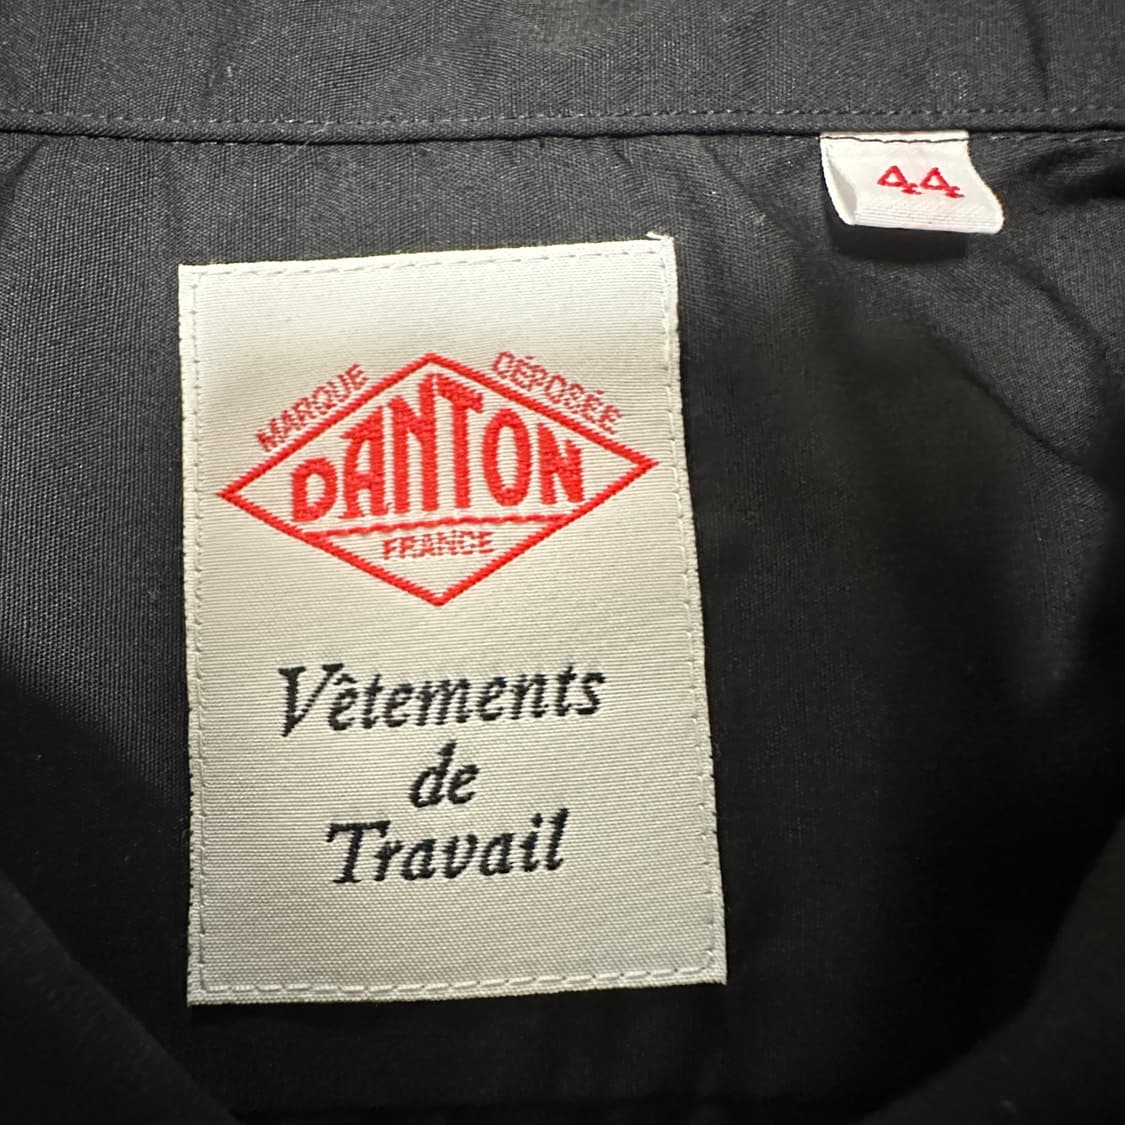 44
MARQUE DÉPOSÉE
DANTON
FRANCE
Vêtements
de
Travail